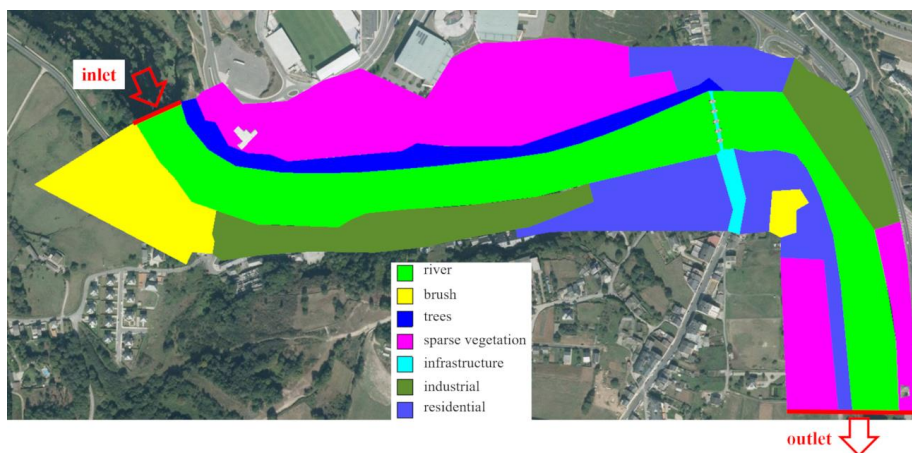 inlet
river
brush
trees
sparse vegetation
infrastructure
industrial
residential
outlet